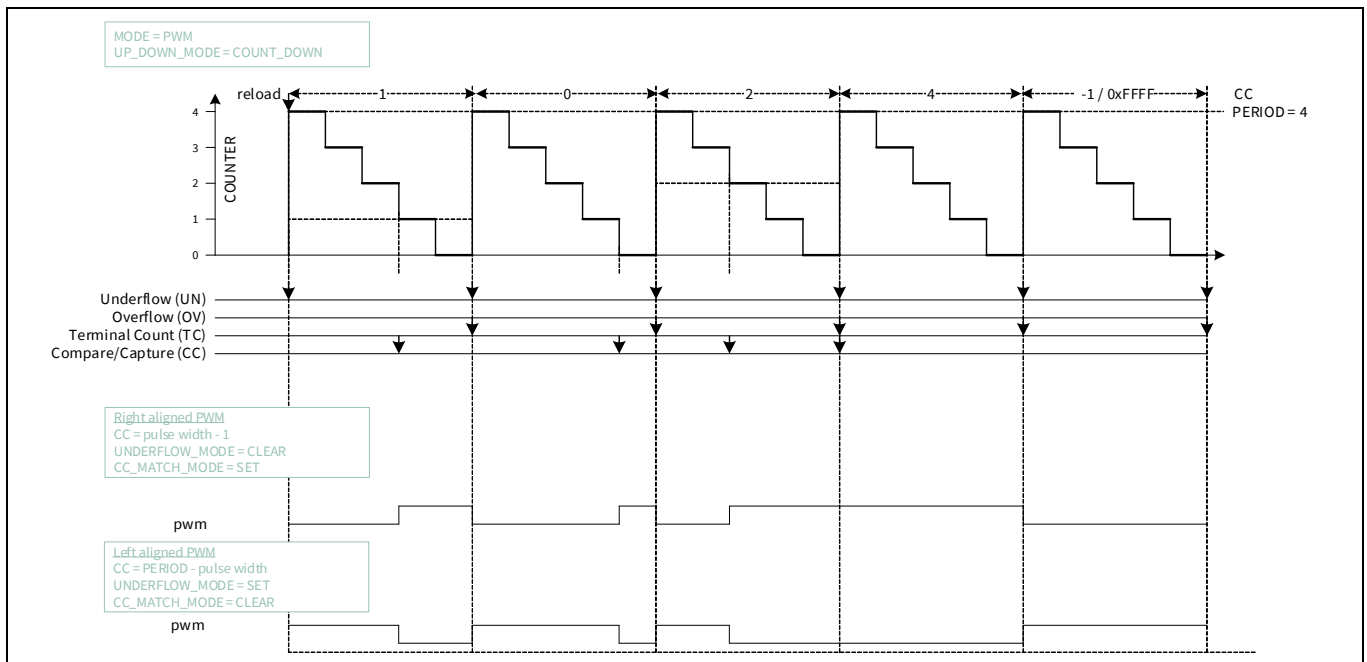 MODE = PWM
UP_DOWN_MODE = COUNT_DOWN
reload 1 0 2 4 -1 / 0xFFFF CC
4 PERIOD = 4
3
COUNTER
2
1
0
Underflow (UN)
Overflow (OV)
Terminal Count (TC)
Compare/Capture (CC)
Right aligned PWM
CC = pulse width - 1
UNDERFLOW_MODE = CLEAR
CC_MATCH_MODE = SET
pwm
Left aligned PWM
CC = PERIOD - pulse width
UNDERFLOW_MODE = SET
CC_MATCH_MODE = CLEAR
pwm